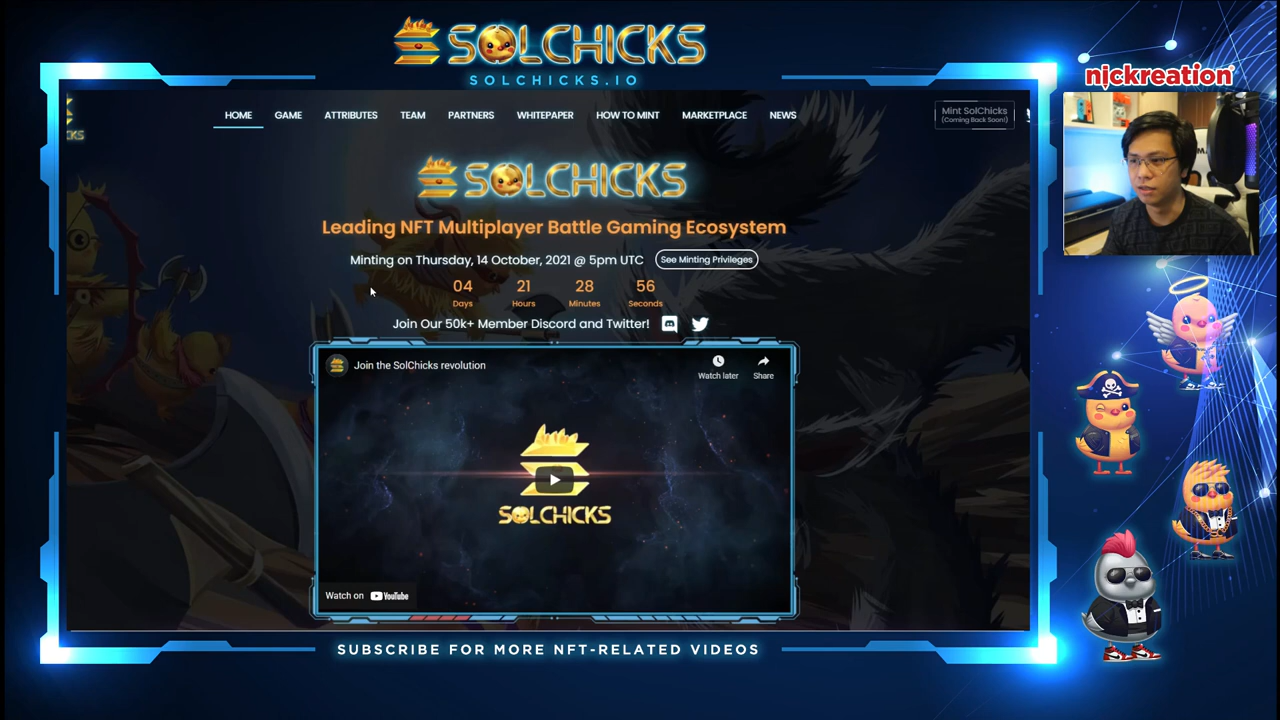 SOLCHICKS
SOLCHICKS.IO
njckreation
CKS
HOME GAME ATTRIBUTES TEAM PARTNERS WHITEPAPER HOW TO MINT MARKETPLACE NEWS
Mint SolChicks
(Coming Back Soon!)
SOLCHICKS
Leading NFT Multiplayer Battle Gaming Ecosystem
Minting on Thursday, 14 October, 2021 @ 5pm UTC See Minting Privileges
04 21 28 56
Days Hours Minutes Seconds
Join Our 50k+ Member Discord and Twitter!
Join the SolChicks revolution
Watch later Share
SOLCHICKS
Watch on YouTube
SUBSCRIBE FOR MORE NFT-RELATED VIDEOS